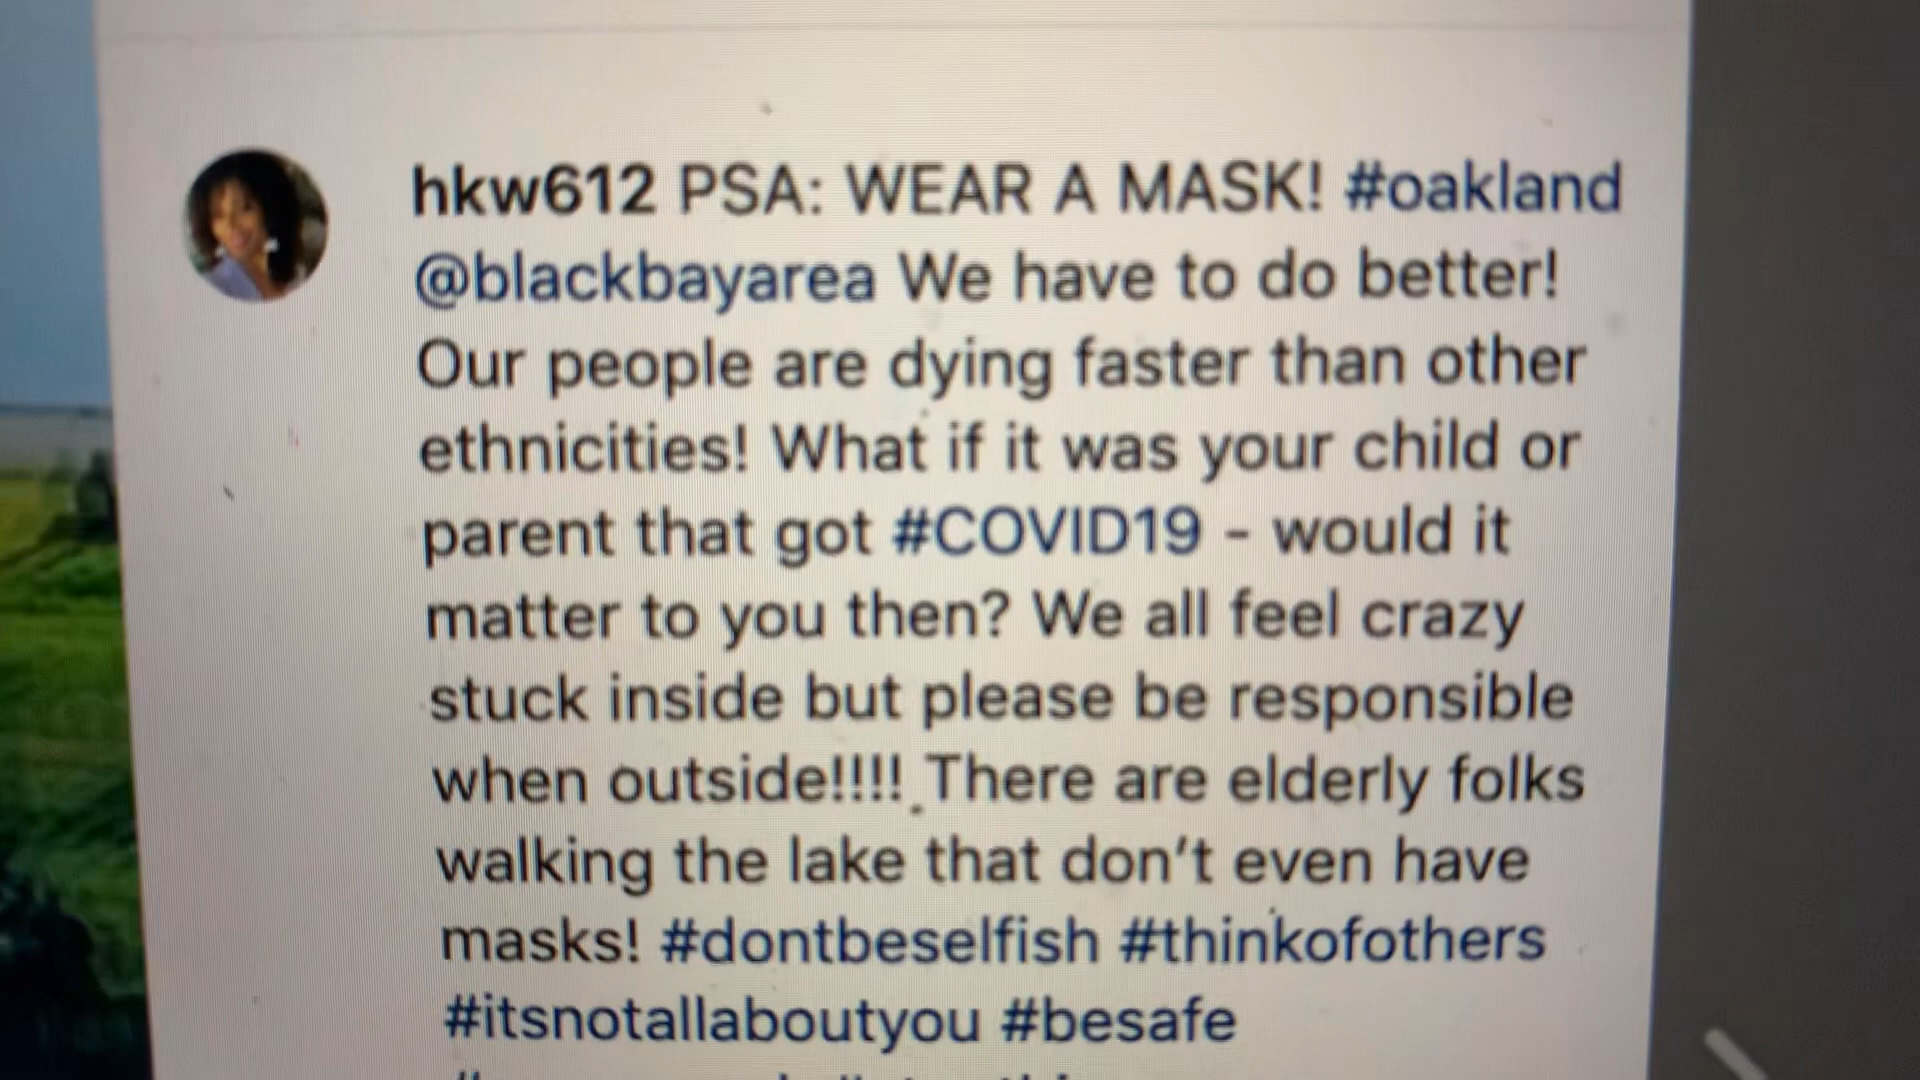 hkw612 PSA: WEAR A MASK! #oakland
@blackbayarea We have to do better!
Our people are dying faster than other
ethnicities! What if it was your child or
parent that got #COVID19 - would it
matter to you then? We all feel crazy
stuck inside but please be responsible
when outside!!!! There are elderly folks
walking the lake that don't even have
masks! #dontbeselfish #thinkofothers
#itsnotallaboutyou #besafe